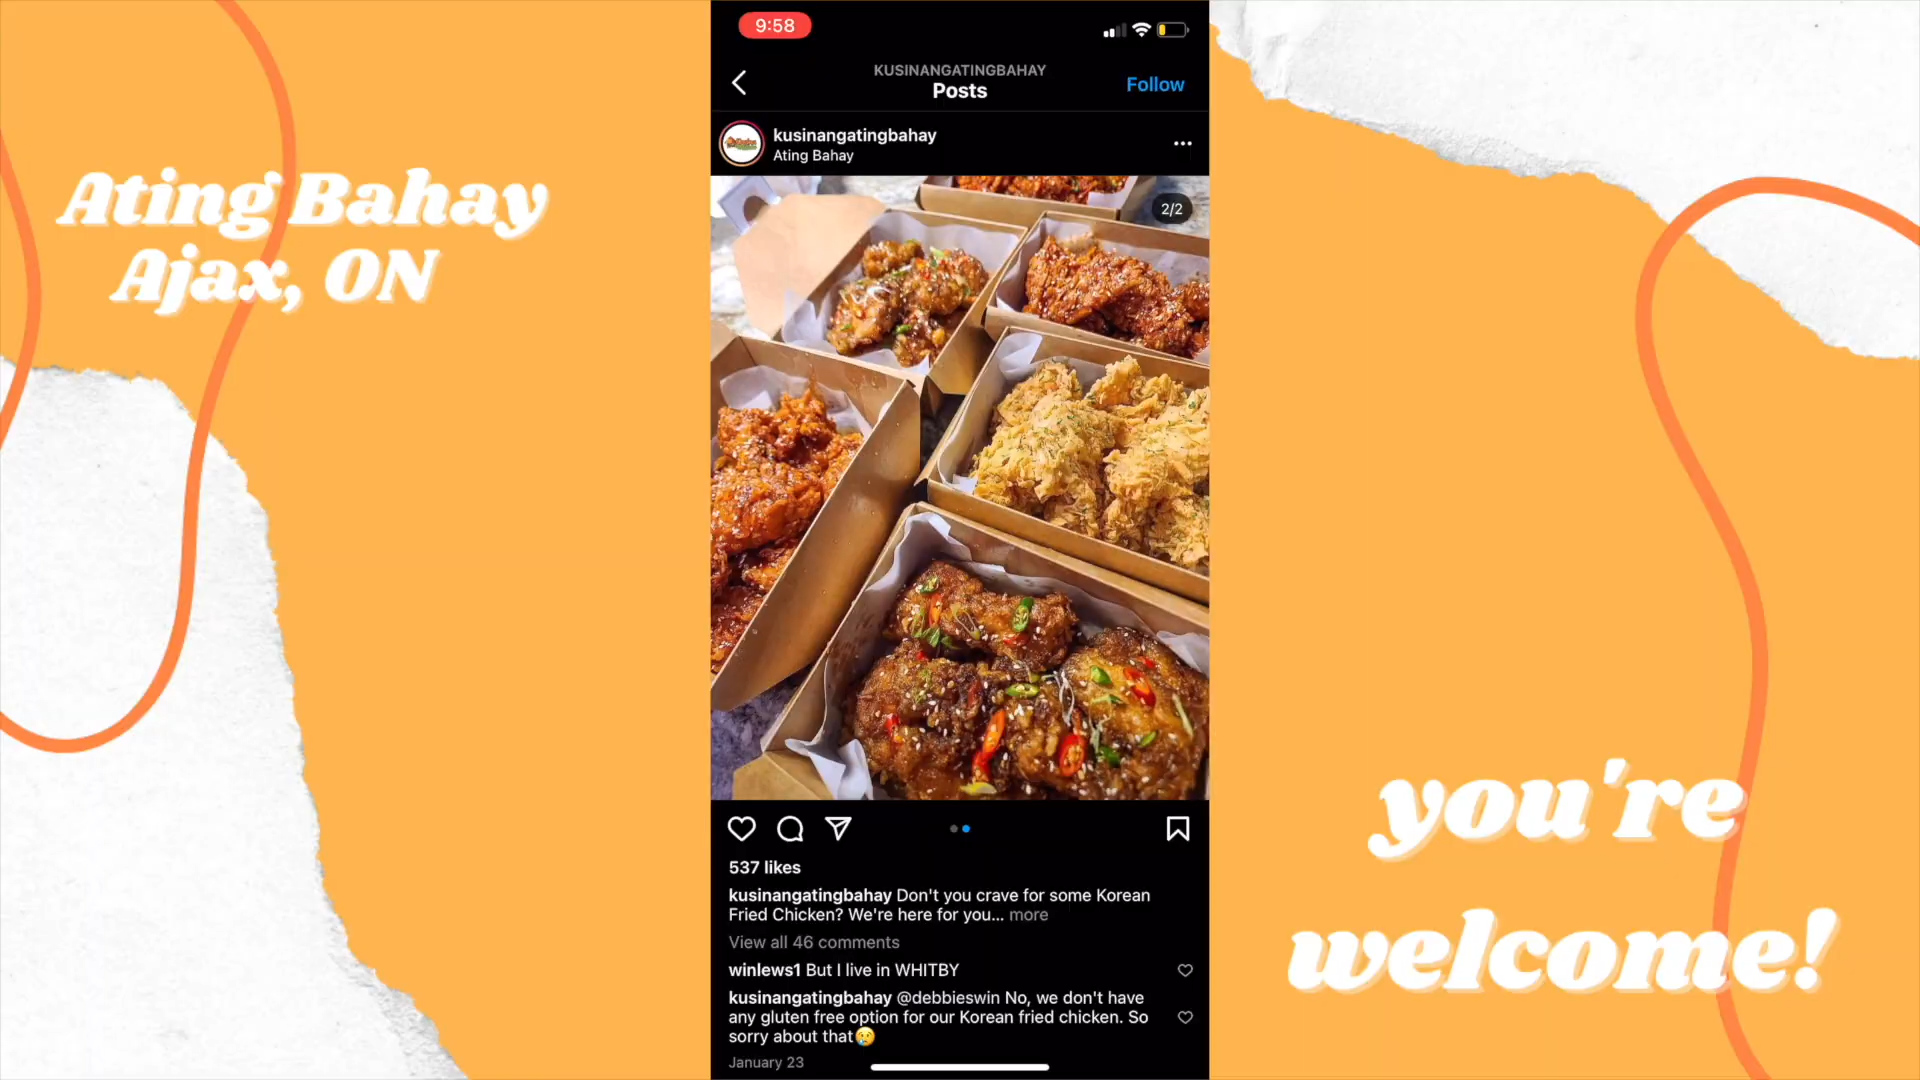 Ating Bahay
Ajax, ON
9:58
KUSINANGATINGBAHAY
Posts
Follow
kusinangatingbahay
Ating Bahay
2/2
537 likes
kusinangatingbahay Don't you crave for some Korean
Fried Chicken? We're here for you... more
View all 46 comments
winlews1 But I live in WHITBY
kusinangatingbahay @debbieswin No, we don't have
any gluten free option for our Korean fried chicken. So
sorry about that😢
January 23
you're
welcome!